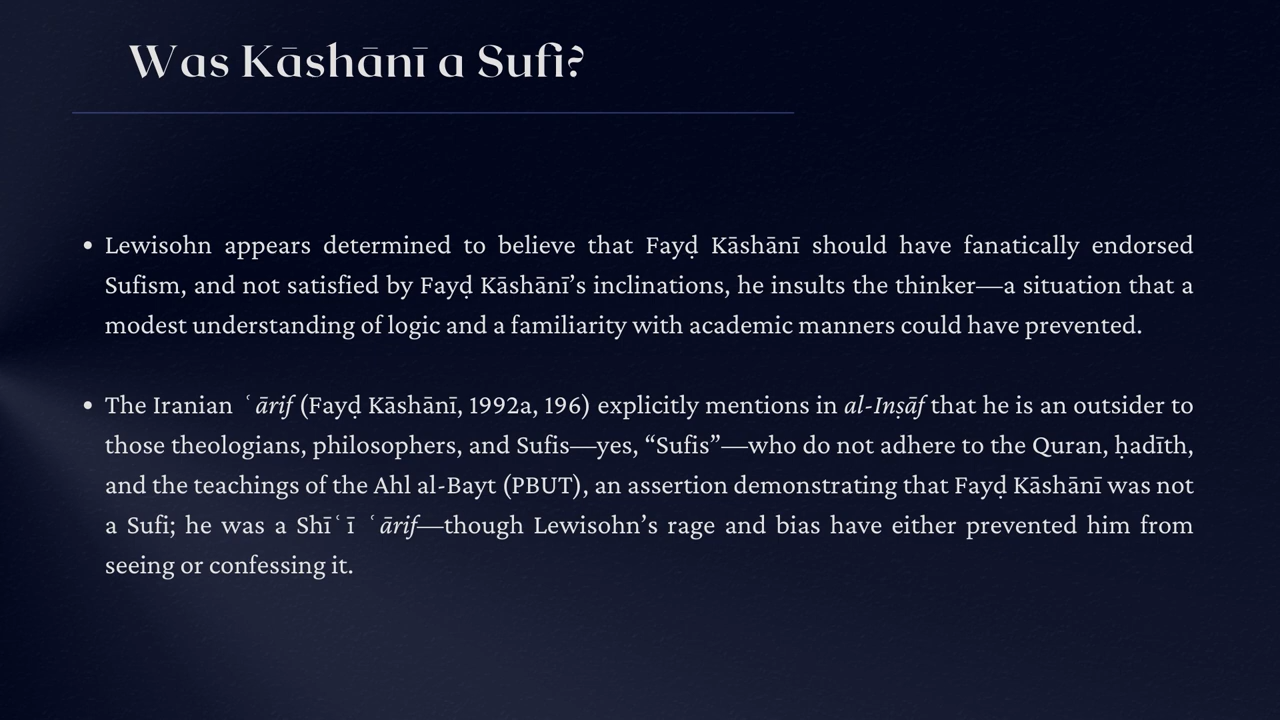 Was Kāshānī a Sufi?
• Lewisohn appears determined to believe that Fayḍ Kāshānī should have fanatically endorsed
Sufism, and not satisfied by Fayḍ Kāshānī’s inclinations, he insults the thinker—a situation that a
modest understanding of logic and a familiarity with academic manners could have prevented.
• The Iranian ʿārif (Fayḍ Kāshānī, 1992a, 196) explicitly mentions in al-Inṣāf that he is an outsider to
those theologians, philosophers, and Sufis—yes, “Sufis”—who do not adhere to the Quran, ḥadīth,
and the teachings of the Ahl al-Bayt (PBUT), an assertion demonstrating that Fayḍ Kāshānī was not
a Sufi; he was a Shīʿī ʿārif—though Lewisohn’s rage and bias have either prevented him from
seeing or confessing it.